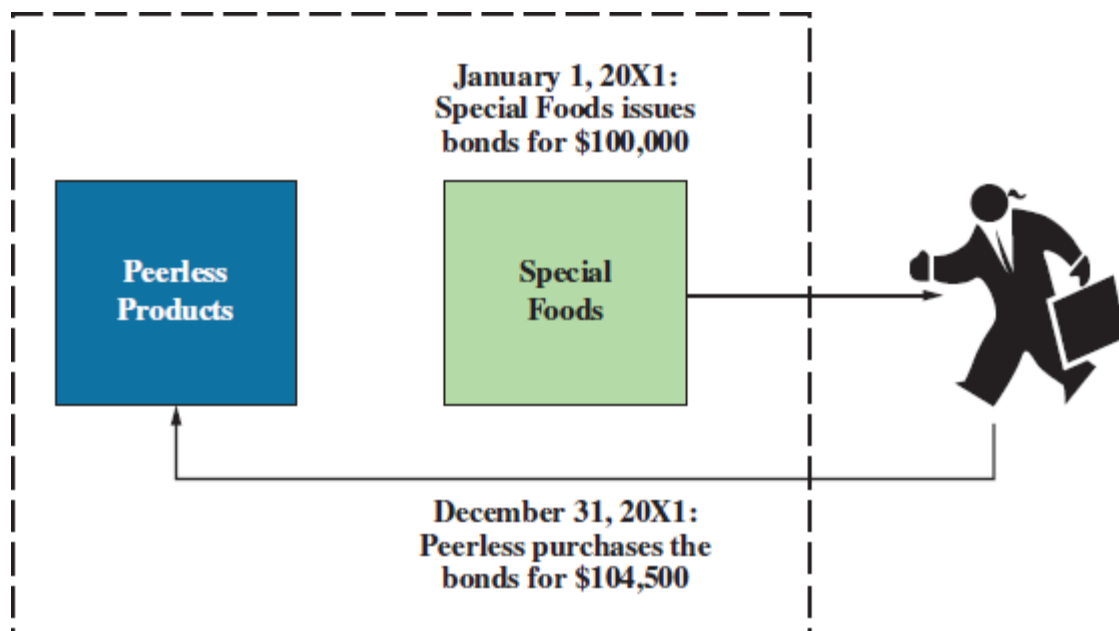 January 1, 20X1:
Special Foods issues
bonds for $100,000
Peerless
Products
Special
Foods
December 31, 20X1:
Peerless purchases the
bonds for $104,500